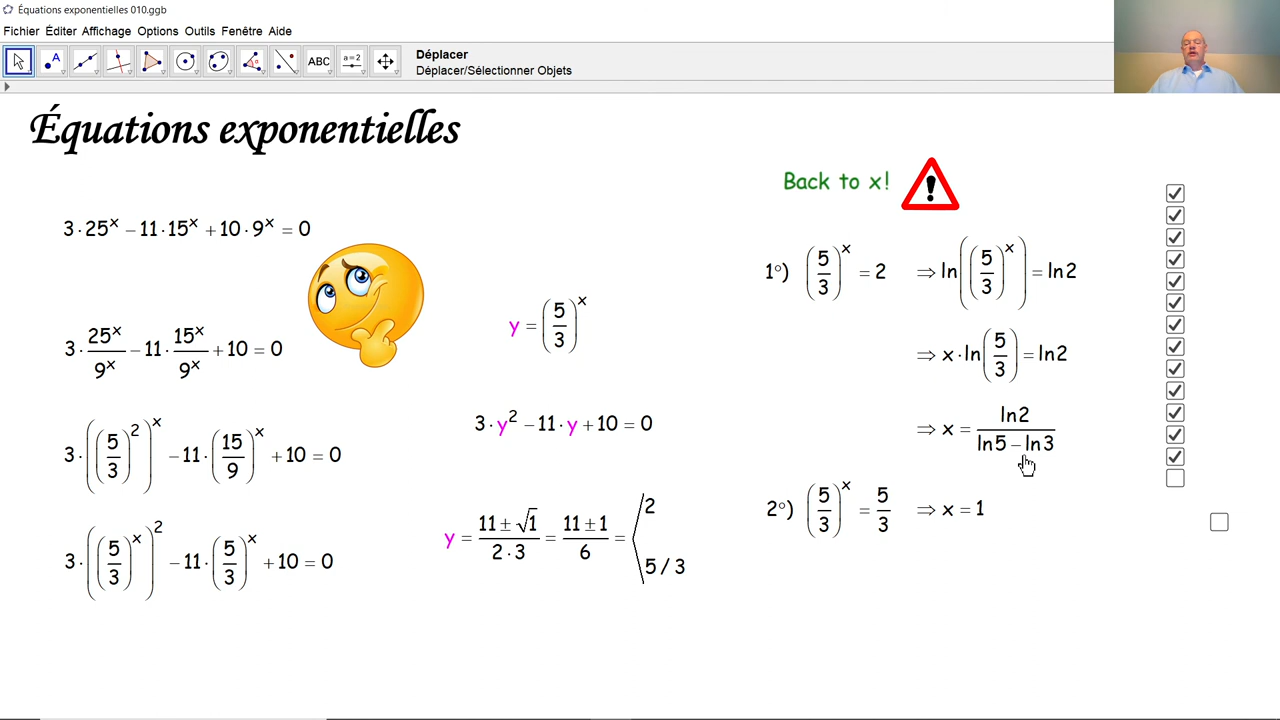 Équations exponentielles 010.ggb
Fichier Éditer Affichage Options Outils Fenêtre Aide
A ABC a=2 Déplacer
Déplacer/Sélectionner Objets
Équations exponentielles
Back to x!
3·25^x − 11·15^x + 10·9^x = 0
3·25^x/9^x − 11·15^x/9^x + 10 = 0
3·((5/3)^2)^x − 11·(15/9)^x + 10 = 0
3·((5/3)^x)^2 − 11·(5/3)^x + 10 = 0
y = (5/3)^x
3·y^2 − 11·y + 10 = 0
y = (11 ± √1)/(2·3) = (11 ± 1)/6 =
2
5/3
1°) (5/3)^x = 2 ⇒ ln((5/3)^x) = ln2
⇒ x·ln(5/3) = ln2
⇒ x = ln2/(ln5 − ln3)
2°) (5/3)^x = 5/3 ⇒ x = 1